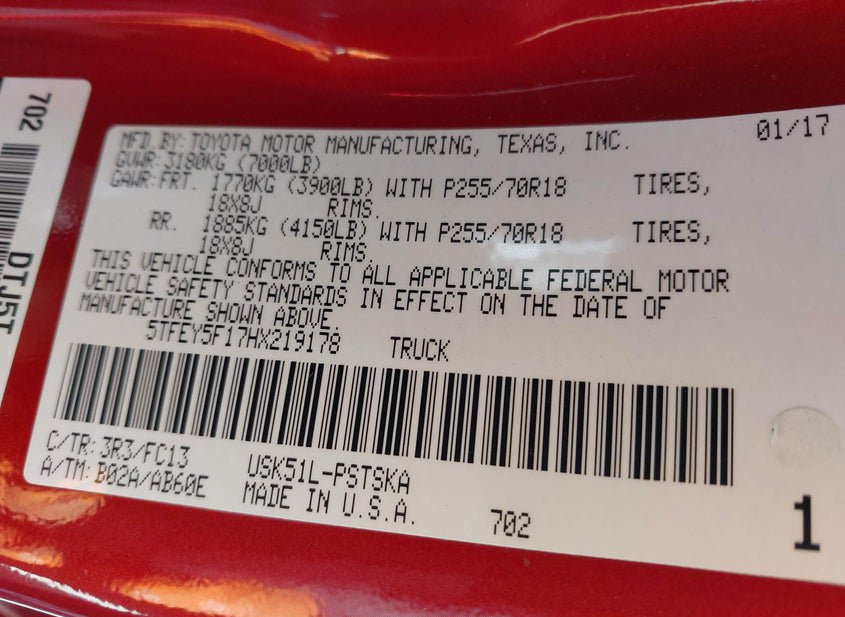 702
DTJ5T
MFD.BY: TOYOTA MOTOR MANUFACTURING, TEXAS, INC. 01/17
GVWR:3180KG (7000LB)
GAWR:FRT. 1770KG (3900LB) WITH P255/70R18 TIRES,
18X8J RIMS.
RR. 1885KG (4150LB) WITH P255/70R18 TIRES,
18X8J RIMS.
THIS VEHICLE CONFORMS TO ALL APPLICABLE FEDERAL MOTOR
VEHICLE SAFETY STANDARDS IN EFFECT ON THE DATE OF
MANUFACTURE SHOWN ABOVE.
5TFEY5F17HX219178 TRUCK
C/TR:3R3/FC13
A/TM:B02A/AB60E
USK51L-PSTSKA
MADE IN U.S.A. 702
1